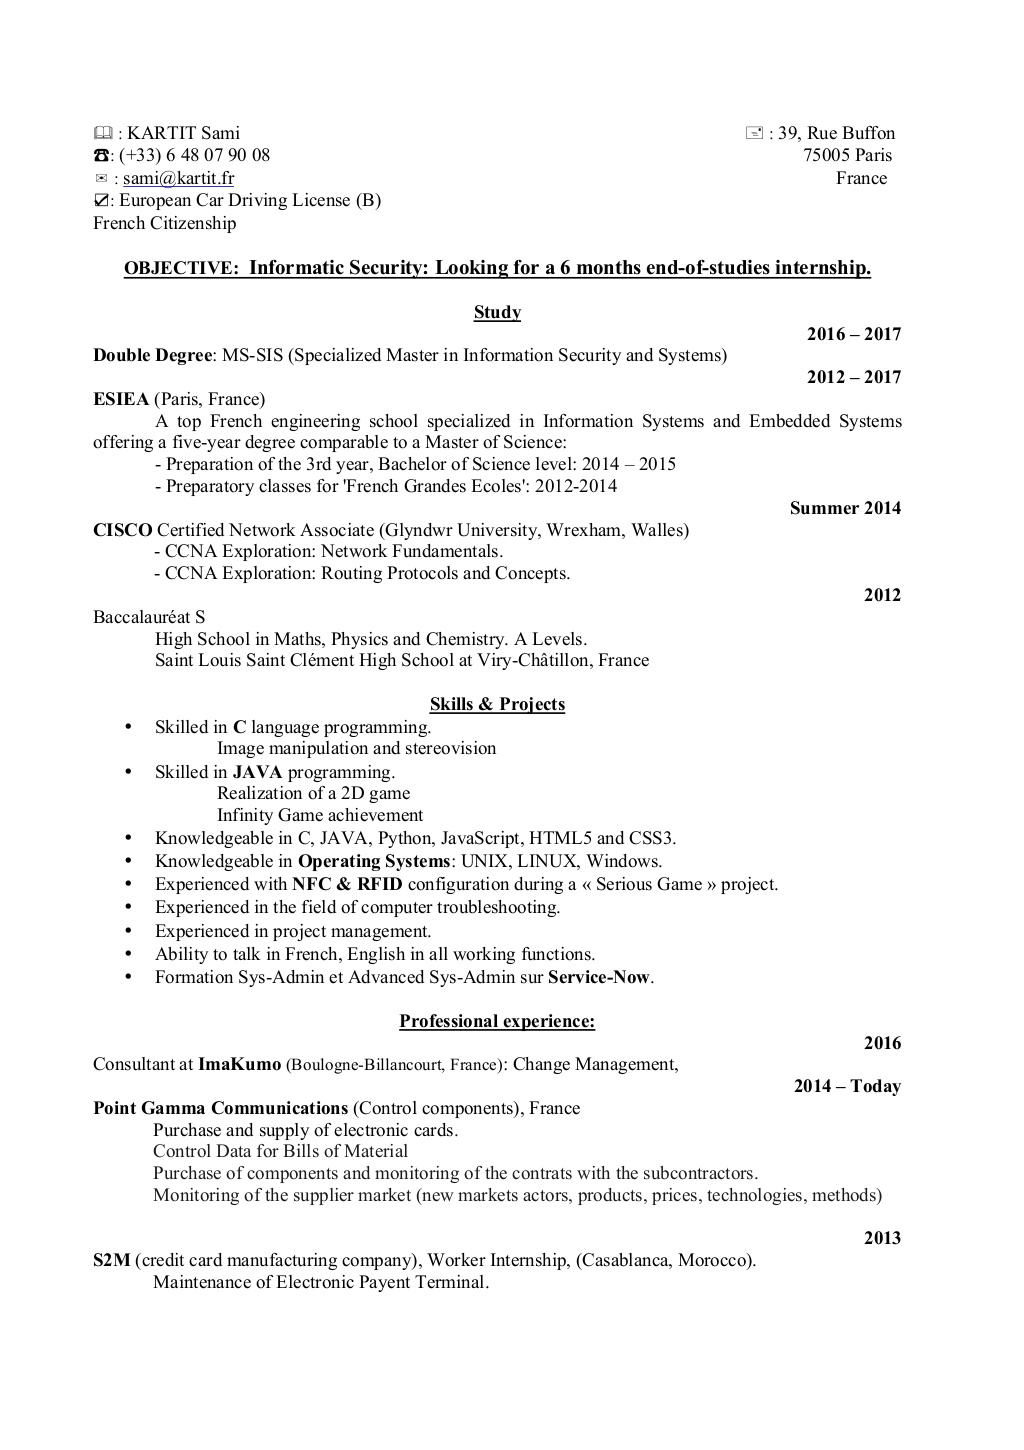 : KARTIT Sami : 39, Rue Buffon
: (+33) 6 48 07 90 08 75005 Paris
: sami@kartit.fr France
: European Car Driving License (B)
French Citizenship
OBJECTIVE: Informatic Security: Looking for a 6 months end-of-studies internship.
Study
2016 – 2017
Double Degree: MS-SIS (Specialized Master in Information Security and Systems)
2012 – 2017
ESIEA (Paris, France)
A top French engineering school specialized in Information Systems and Embedded Systems
offering a five-year degree comparable to a Master of Science:
- Preparation of the 3rd year, Bachelor of Science level: 2014 – 2015
- Preparatory classes for 'French Grandes Ecoles': 2012-2014
Summer 2014
CISCO Certified Network Associate (Glyndwr University, Wrexham, Walles)
- CCNA Exploration: Network Fundamentals.
- CCNA Exploration: Routing Protocols and Concepts.
2012
Baccalauréat S
High School in Maths, Physics and Chemistry. A Levels.
Saint Louis Saint Clément High School at Viry-Châtillon, France
Skills & Projects
• Skilled in C language programming.
Image manipulation and stereovision
• Skilled in JAVA programming.
Realization of a 2D game
Infinity Game achievement
• Knowledgeable in C, JAVA, Python, JavaScript, HTML5 and CSS3.
• Knowledgeable in Operating Systems: UNIX, LINUX, Windows.
• Experienced with NFC & RFID configuration during a « Serious Game » project.
• Experienced in the field of computer troubleshooting.
• Experienced in project management.
• Ability to talk in French, English in all working functions.
• Formation Sys-Admin et Advanced Sys-Admin sur Service-Now.
Professional experience:
2016
Consultant at ImaKumo (Boulogne-Billancourt, France): Change Management,
2014 – Today
Point Gamma Communications (Control components), France
Purchase and supply of electronic cards.
Control Data for Bills of Material
Purchase of components and monitoring of the contrats with the subcontractors.
Monitoring of the supplier market (new markets actors, products, prices, technologies, methods)
2013
S2M (credit card manufacturing company), Worker Internship, (Casablanca, Morocco).
Maintenance of Electronic Payent Terminal.